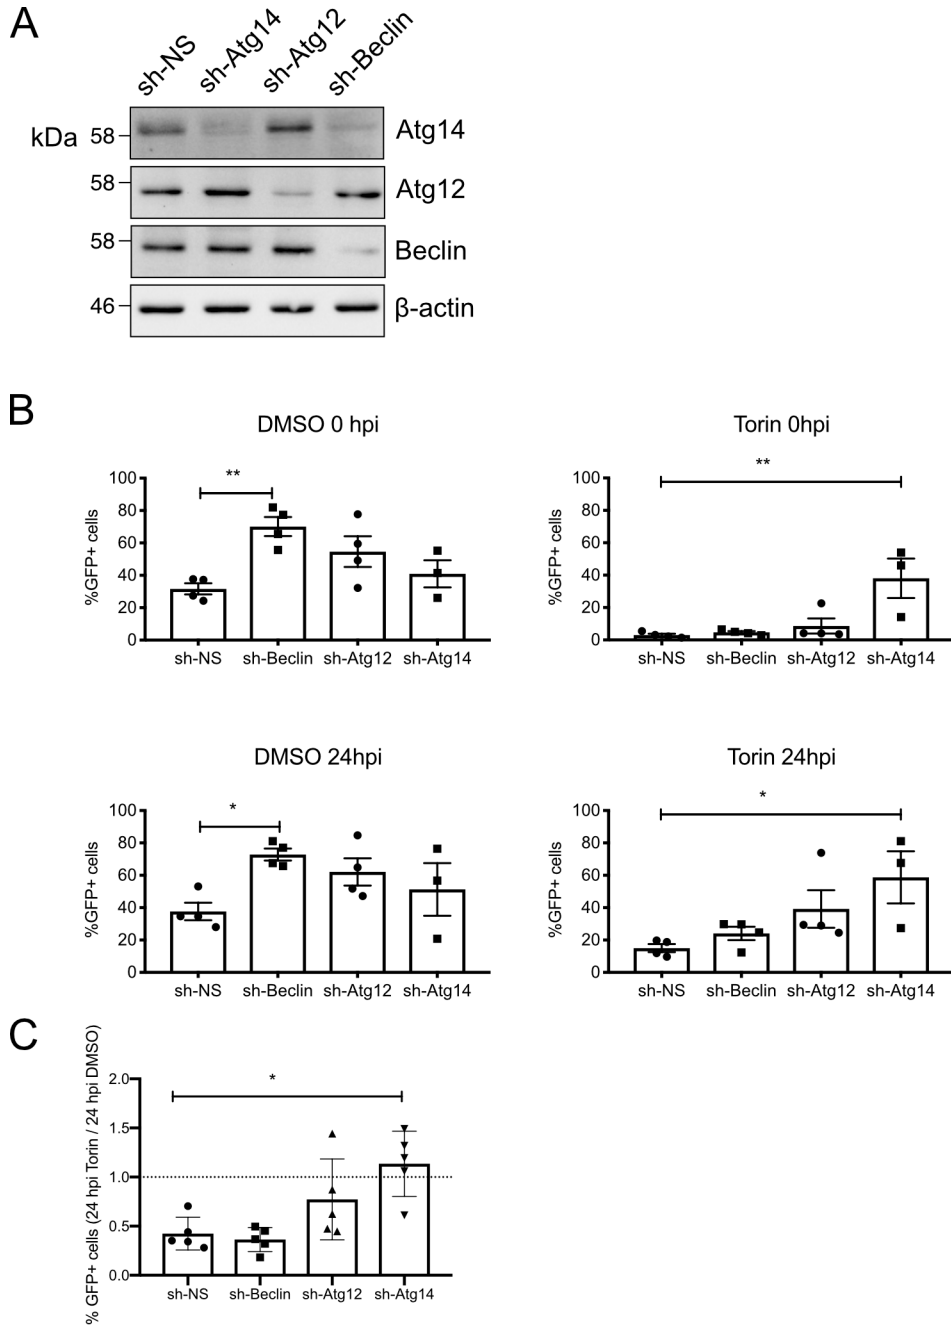 A
sh-NS sh-Atg14 sh-Atg12 sh-Beclin
kDa 58 Atg14
58 Atg12
58 Beclin
46 β-actin
B
DMSO 0 hpi
**
%GFP+ cells
100
80
60
40
20
0
sh-NS sh-Beclin sh-Atg12 sh-Atg14
Torin 0hpi
**
%GFP+ cells
100
80
60
40
20
0
sh-NS sh-Beclin sh-Atg12 sh-Atg14
DMSO 24hpi
*
%GFP+ cells
100
80
60
40
20
0
sh-NS sh-Beclin sh-Atg12 sh-Atg14
Torin 24hpi
*
%GFP+ cells
100
80
60
40
20
0
sh-NS sh-Beclin sh-Atg12 sh-Atg14
C
% GFP+ cells (24 hpi Torin / 24 hpi DMSO)
*
2.0
1.5
1.0
0.5
0.0
sh-NS sh-Beclin sh-Atg12 sh-Atg14